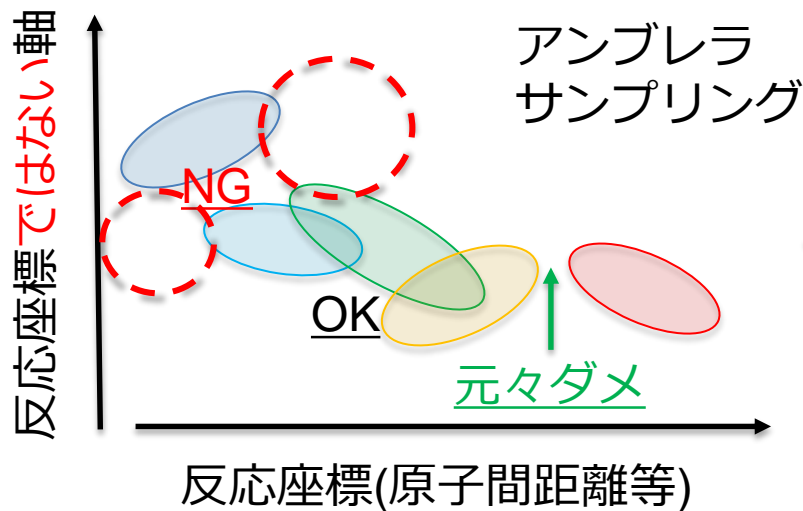 アンブレラ
サンプリング
反応座標ではない軸
NG
OK
元々ダメ
反応座標(原子間距離等)